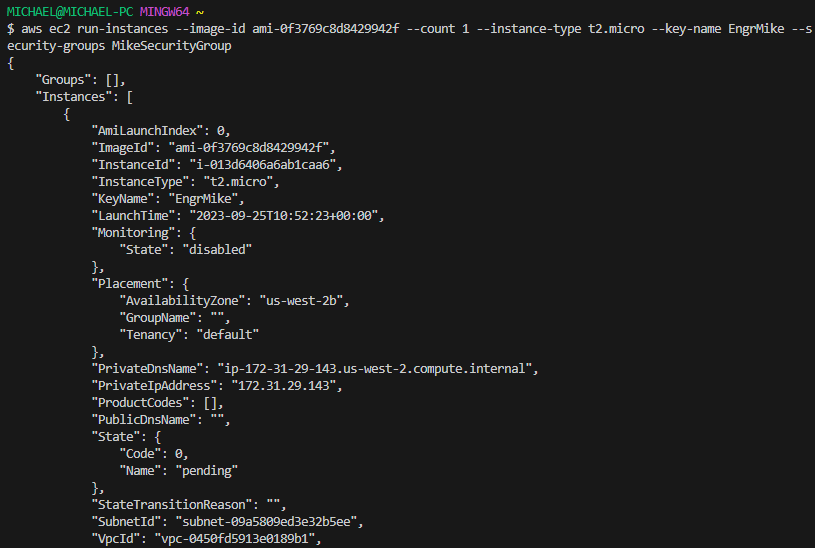 MICHAEL@MICHAEL-PC MINGW64 ~
$ aws ec2 run-instances --image-id ami-0f3769c8d8429942f --count 1 --instance-type t2.micro --key-name EngrMike --s
ecurity-groups MikeSecurityGroup
{
    "Groups": [],
    "Instances": [
        {
            "AmiLaunchIndex": 0,
            "ImageId": "ami-0f3769c8d8429942f",
            "InstanceId": "i-013d6406a6ab1caa6",
            "InstanceType": "t2.micro",
            "KeyName": "EngrMike",
            "LaunchTime": "2023-09-25T10:52:23+00:00",
            "Monitoring": {
                "State": "disabled"
            },
            "Placement": {
                "AvailabilityZone": "us-west-2b",
                "GroupName": "",
                "Tenancy": "default"
            },
            "PrivateDnsName": "ip-172-31-29-143.us-west-2.compute.internal",
            "PrivateIpAddress": "172.31.29.143",
            "ProductCodes": [],
            "PublicDnsName": "",
            "State": {
                "Code": 0,
                "Name": "pending"
            },
            "StateTransitionReason": "",
            "SubnetId": "subnet-09a5809ed3e32b5ee",
            "VpcId": "vpc-0450fd5913e0189b1",